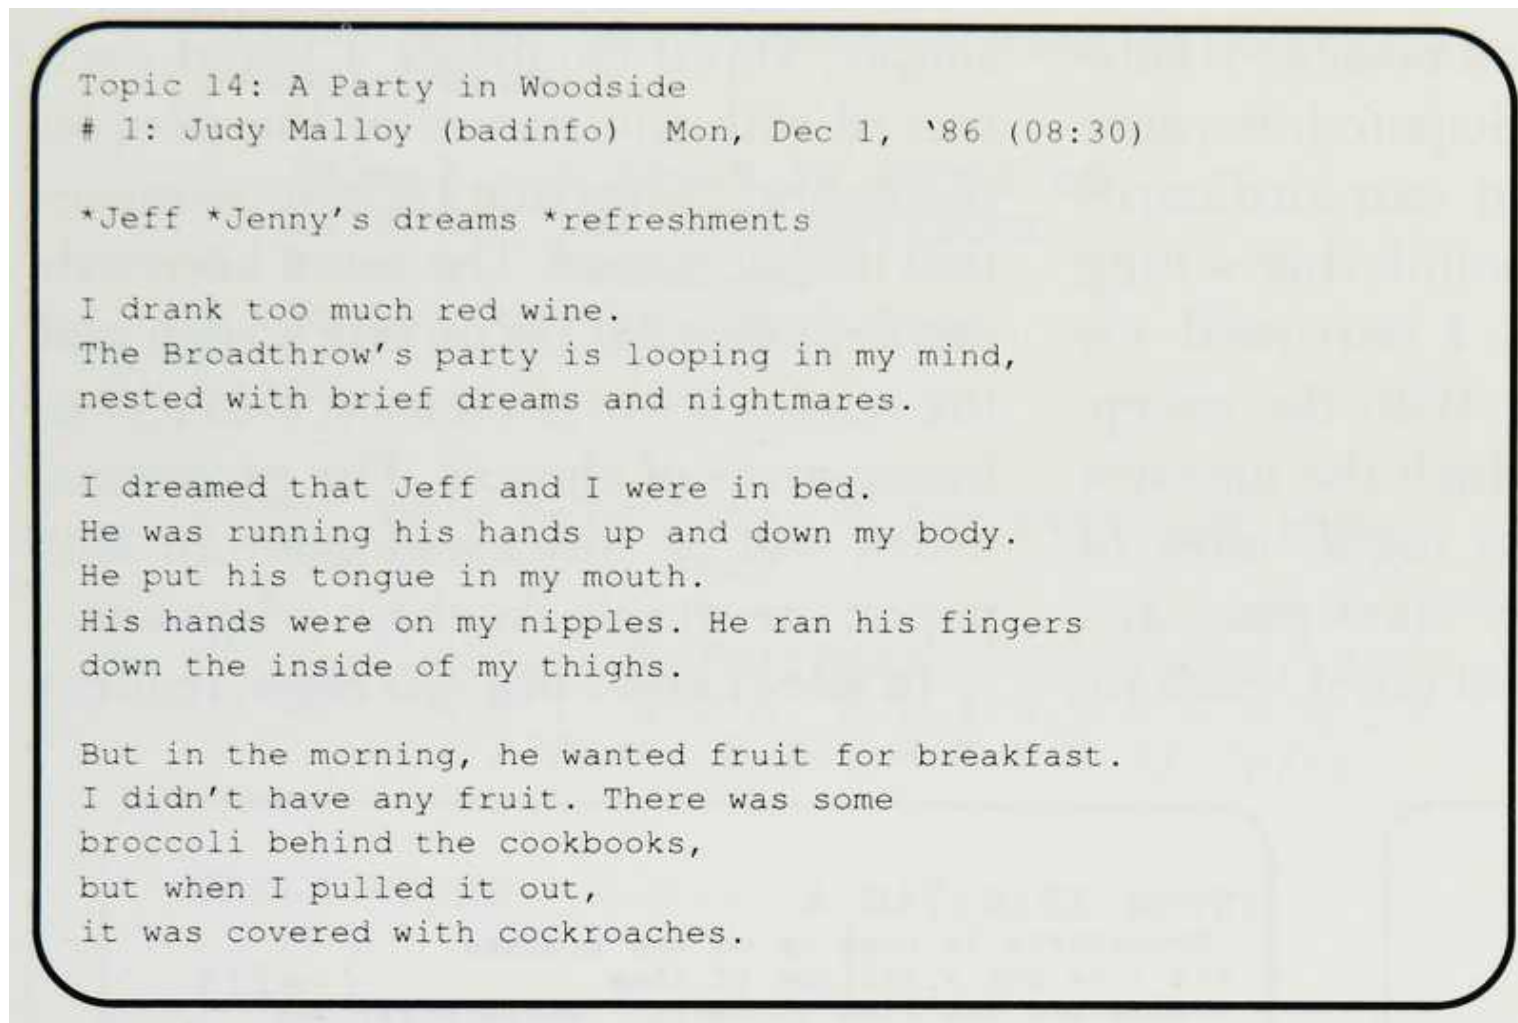 Topic 14: A Party in Woodside
# 1: Judy Malloy (badinfo)  Mon, Dec 1, ‘86 (08:30)
*Jeff *Jenny’s dreams *refreshments
I drank too much red wine.
The Broadthrow’s party is looping in my mind,
nested with brief dreams and nightmares.
I dreamed that Jeff and I were in bed.
He was running his hands up and down my body.
He put his tongue in my mouth.
His hands were on my nipples. He ran his fingers
down the inside of my thighs.
But in the morning, he wanted fruit for breakfast.
I didn’t have any fruit. There was some
broccoli behind the cookbooks,
but when I pulled it out,
it was covered with cockroaches.